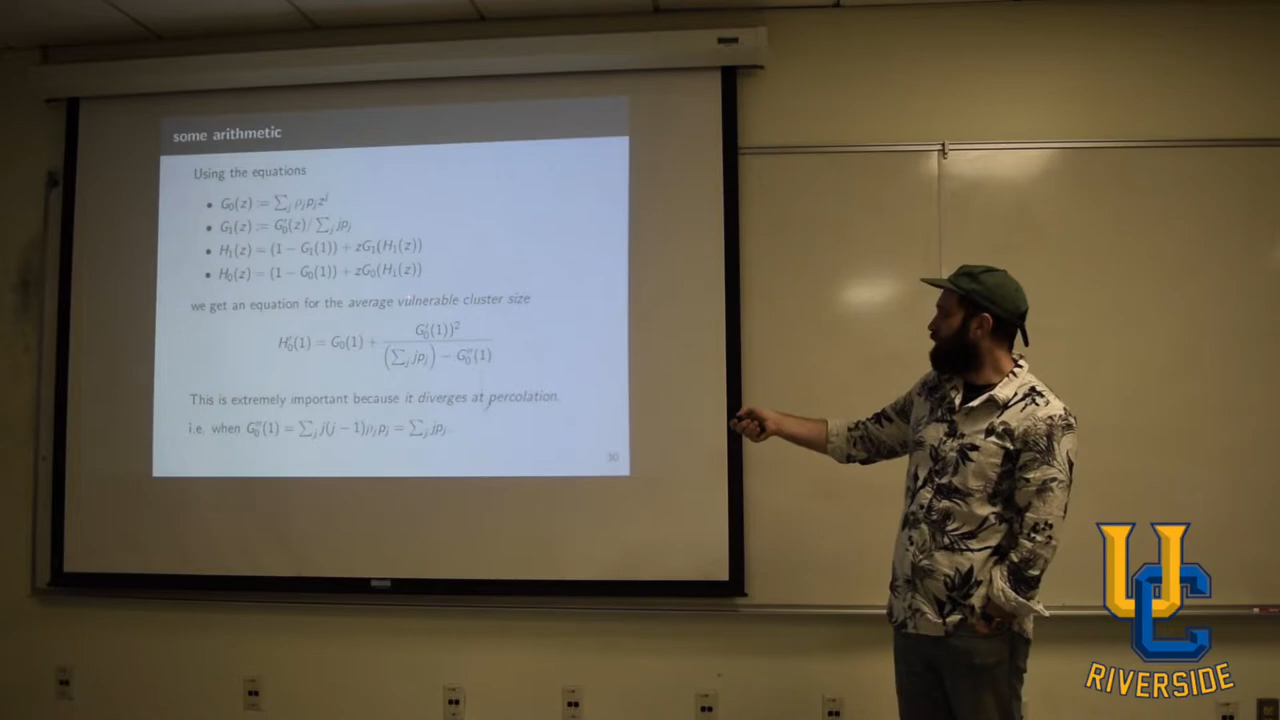 some arithmetic
Using the equations
• G₀(z) := ∑ⱼ ρⱼpⱼzʲ
• G₁(z) := G₀′(z)/ ∑ⱼ jpⱼ
• H₁(z) = (1 − G₁(1)) + zG₁(H₁(z))
• H₀(z) = (1 − G₀(1)) + zG₀(H₁(z))
we get an equation for the average vulnerable cluster size
H₀′(1) = G₀(1) + G₀′(1))² / (∑ⱼ jpⱼ) − G₀″(1)
This is extremely important because it diverges at percolation.
i.e. when G₀″(1) = ∑ⱼ j(j − 1)ρⱼpⱼ = ∑ⱼ jpⱼ.
30
UC
RIVERSIDE